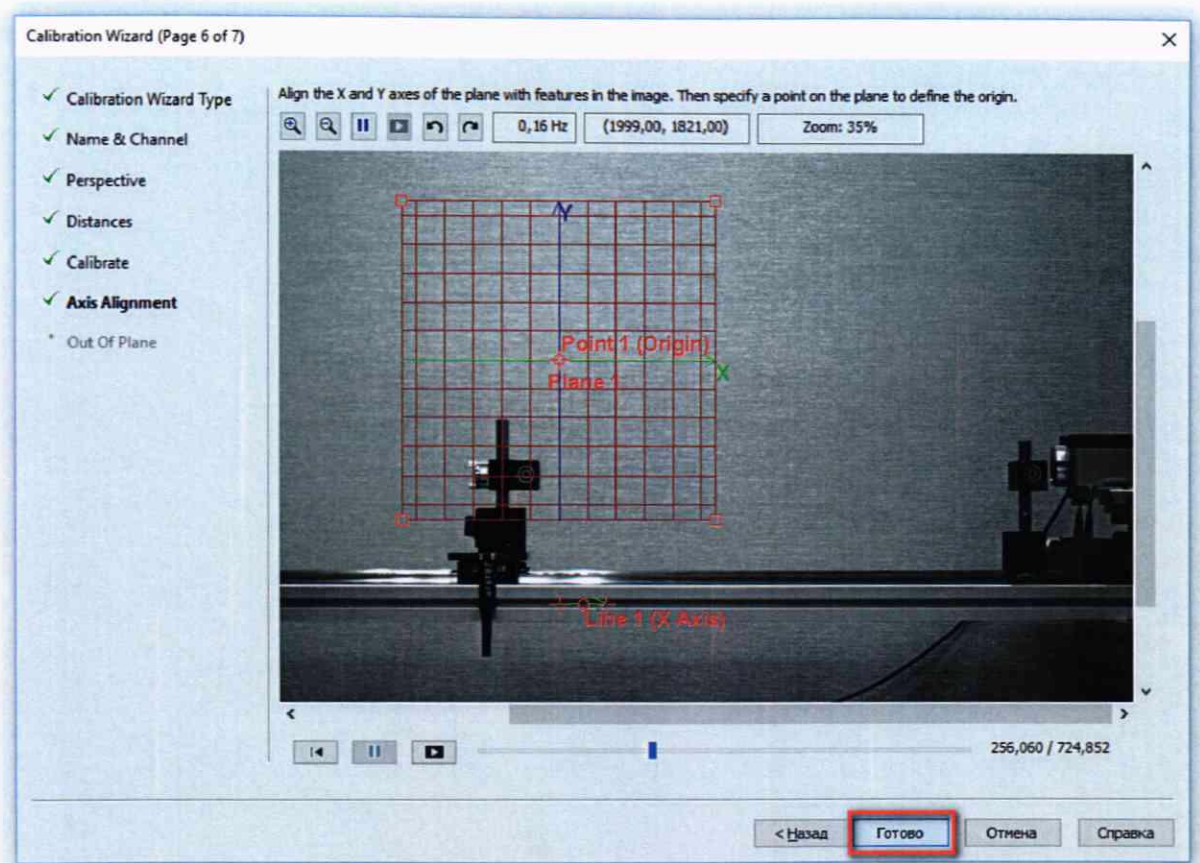 Calibration Wizard (Page 6 of 7)
Calibration Wizard Type
Name & Channel
Perspective
Distances
Calibrate
Axis Alignment
Out Of Plane
Align the X and Y axes of the plane with features in the image. Then specify a point on the plane to define the origin.
0,16 Hz
(1999,00, 1821,00)
Zoom: 35%
Y
Point 1 (Origin)
X
Plane 1
Line 1 (X Axis)
256,060 / 724,852
< Назад
Готово
Отмена
Справка